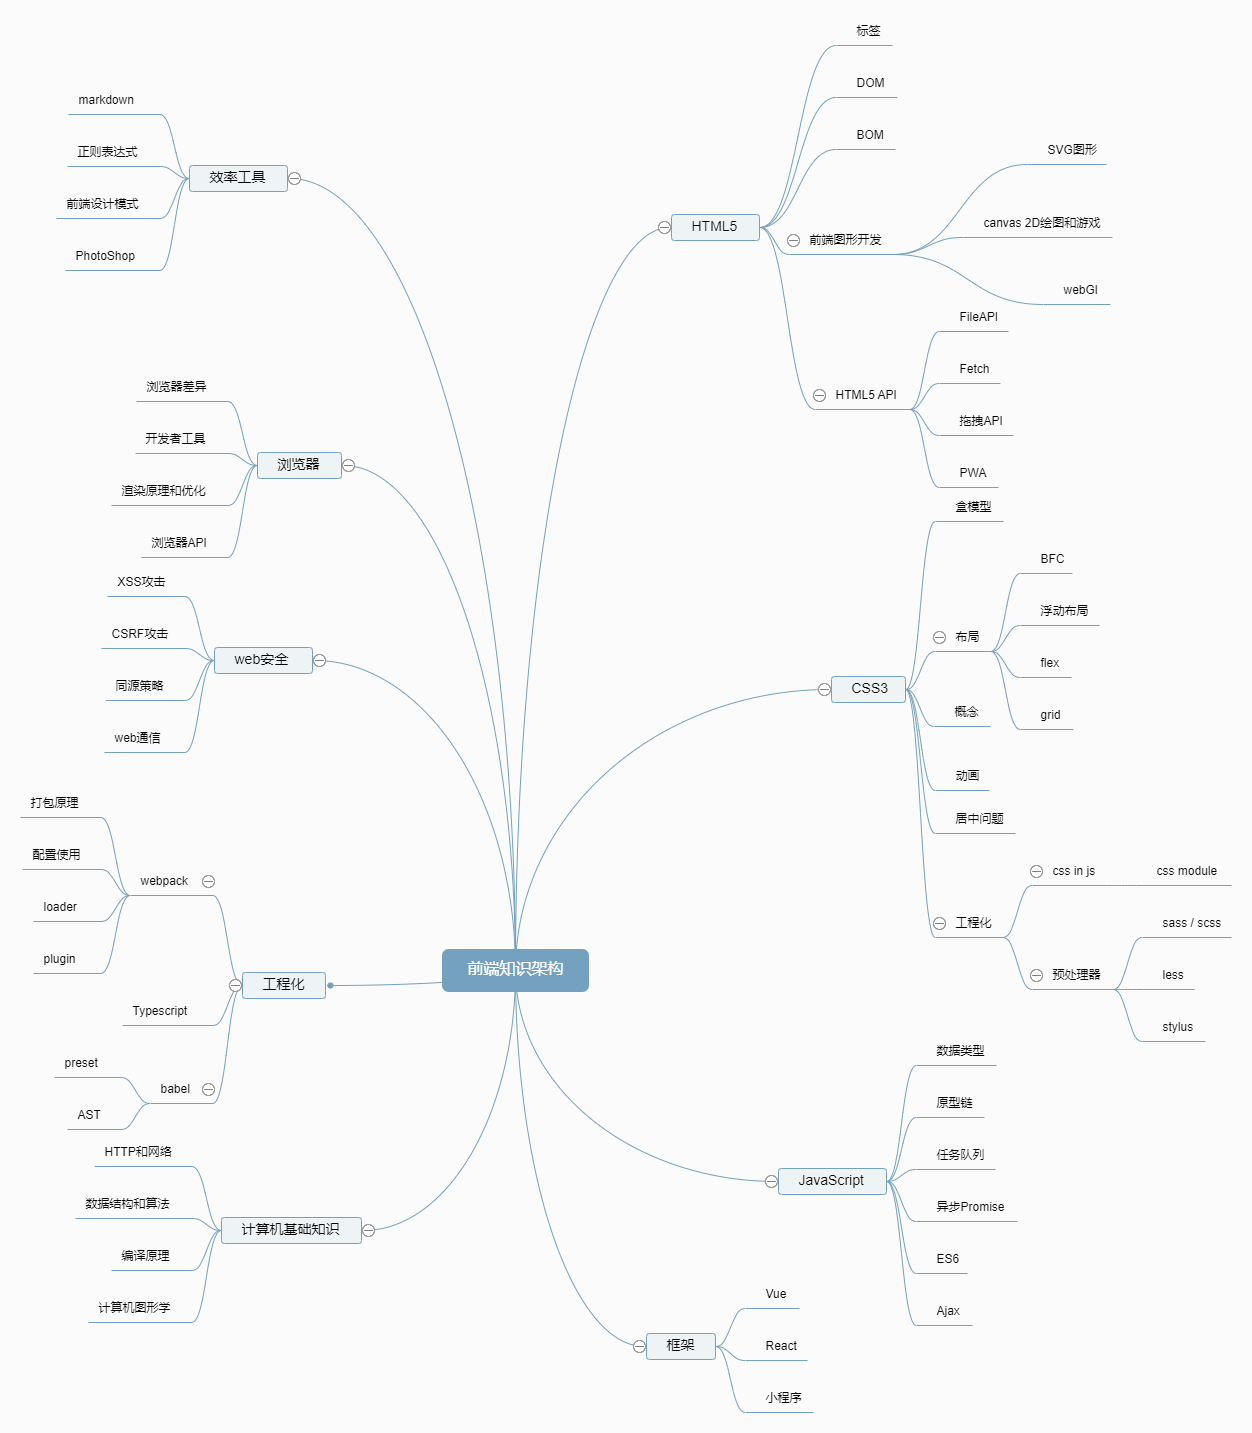 前端知识架构
HTML5
标签
DOM
BOM
前端图形开发
SVG图形
canvas 2D绘图和游戏
webGl
HTML5 API
FileAPI
Fetch
拖拽API
PWA
CSS3
盒模型
布局
BFC
浮动布局
flex
grid
概念
动画
居中问题
工程化
css in js
css module
预处理器
sass / scss
less
stylus
JavaScript
数据类型
原型链
任务队列
异步Promise
ES6
Ajax
框架
Vue
React
小程序
效率工具
markdown
正则表达式
前端设计模式
PhotoShop
浏览器
浏览器差异
开发者工具
渲染原理和优化
浏览器API
web安全
XSS攻击
CSRF攻击
同源策略
web通信
工程化
webpack
打包原理
配置使用
loader
plugin
Typescript
babel
preset
AST
计算机基础知识
HTTP和网络
数据结构和算法
编译原理
计算机图形学